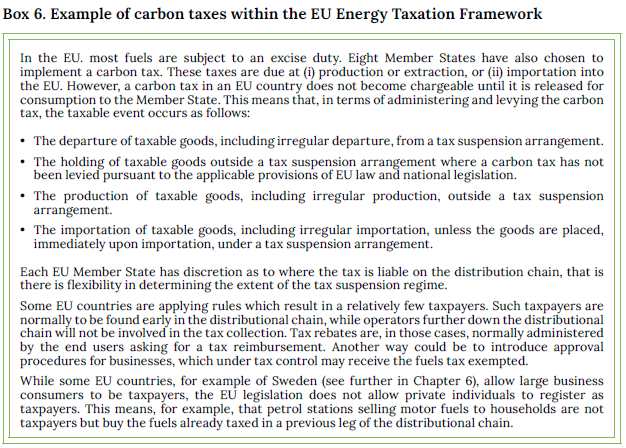 Box 6. Example of carbon taxes within the EU Energy Taxation Framework
In the EU. most fuels are subject to an excise duty. Eight Member States have also chosen to
implement a carbon tax. These taxes are due at (i) production or extraction, or (ii) importation into
the EU. However, a carbon tax in an EU country does not become chargeable until it is released for
consumption to the Member State. This means that, in terms of administering and levying the carbon
tax, the taxable event occurs as follows:
• The departure of taxable goods, including irregular departure, from a tax suspension arrangement.
• The holding of taxable goods outside a tax suspension arrangement where a carbon tax has not
been levied pursuant to the applicable provisions of EU law and national legislation.
• The production of taxable goods, including irregular production, outside a tax suspension
arrangement.
• The importation of taxable goods, including irregular importation, unless the goods are placed,
immediately upon importation, under a tax suspension arrangement.
Each EU Member State has discretion as to where the tax is liable on the distribution chain, that is
there is flexibility in determining the extent of the tax suspension regime.
Some EU countries are applying rules which result in a relatively few taxpayers. Such taxpayers are
normally to be found early in the distributional chain, while operators further down the distributional
chain will not be involved in the tax collection. Tax rebates are, in those cases, normally administered
by the end users asking for a tax reimbursement. Another way could be to introduce approval
procedures for businesses, which under tax control may receive the fuels tax exempted.
While some EU countries, for example of Sweden (see further in Chapter 6), allow large business
consumers to be taxpayers, the EU legislation does not allow private individuals to register as
taxpayers. This means, for example, that petrol stations selling motor fuels to households are not
taxpayers but buy the fuels already taxed in a previous leg of the distributional chain.